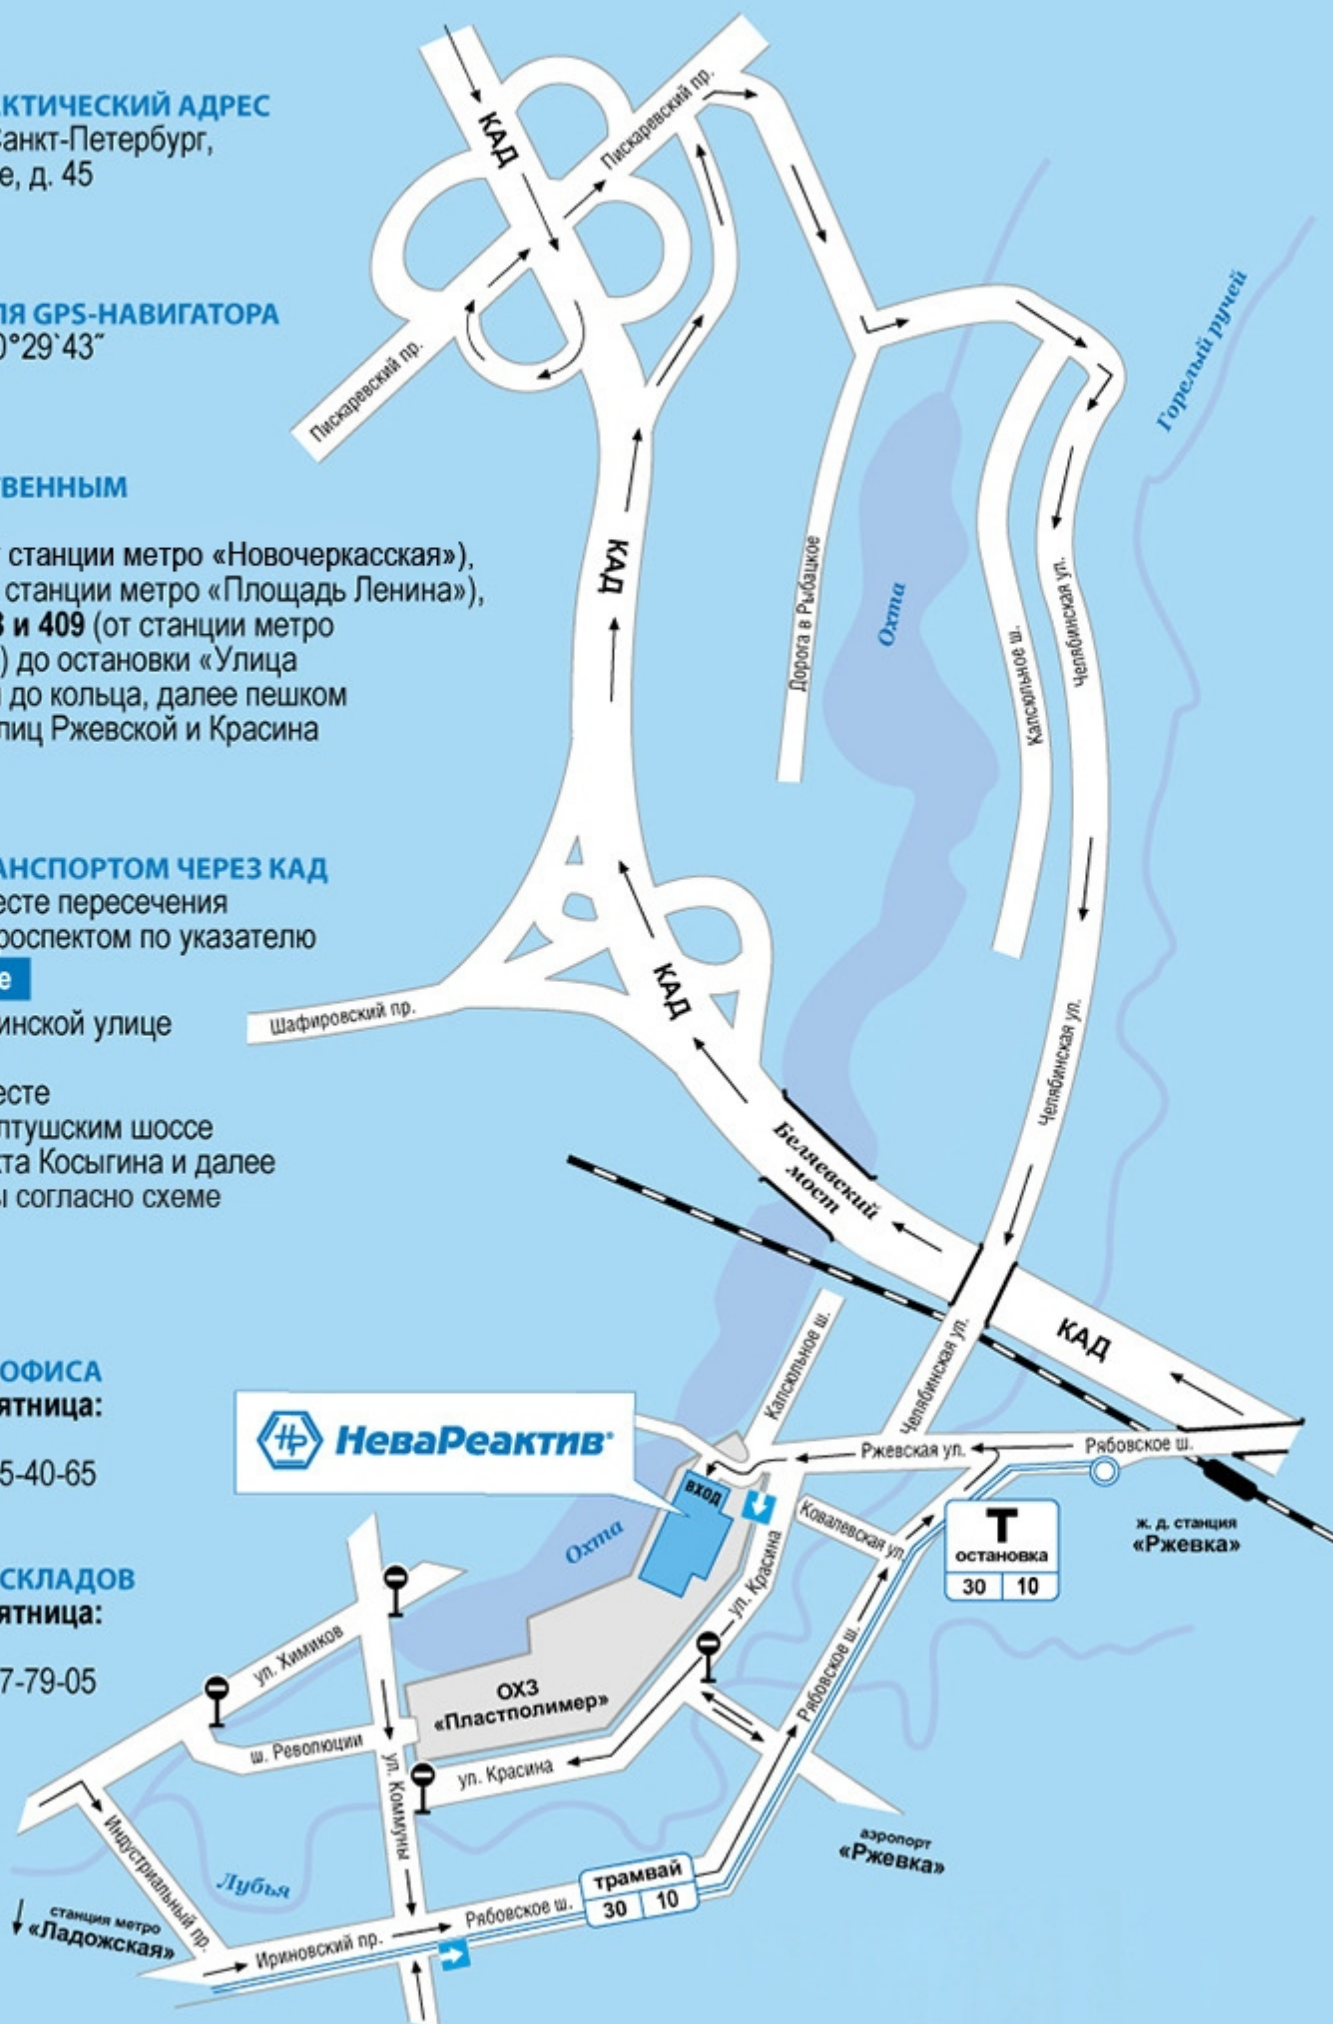 КТИЧЕСКИЙ АДРЕС
Санкт-Петербург,
е, д. 45
ЛЯ GPS-НАВИГАТОРА
0°29`43˝
ТВЕННЫМ
станции метро «Новочеркасская»),
станции метро «Площадь Ленина»),
3 и 409 (от станции метро
) до остановки «Улица
до кольца, далее пешком
лиц Ржевской и Красина
АНСПОРТОМ ЧЕРЕЗ КАД
есте пересечения
роспектом по указателю
е
инской улице
есте
лтушским шоссе
кта Косыгина и далее
ы согласно схеме
ОФИСА
ятница:
5-40-65
СКЛАДОВ
ятница:
7-79-05
КАД
Пискаревский пр.
Пискаревский пр.
Горелый ручей
КАД
Дорога в Рыбацкое
Охта
Капсюльное ш.
Челябинская ул.
КАД
Шафировский пр.
Челябинская ул.
Беляевский
мост
КАД
Капсюльное ш.
Челябинская ул.
НР НеваРеактив®
Ржевская ул.
Рябовское ш.
вход
Ковалевская ул.
Т
остановка
30 10
ж. д. станция
«Ржевка»
Охта
ул. Красина
ул. Химиков
ОХЗ
«Пластполимер»
Рябовское ш.
ш. Революции
ул. Красина
ул. Коммуны
Индустриальный пр.
аэропорт
«Ржевка»
Лубья
трамвай
30 10
Рябовское ш.
станция метро
«Ладожская»
Ириновский пр.